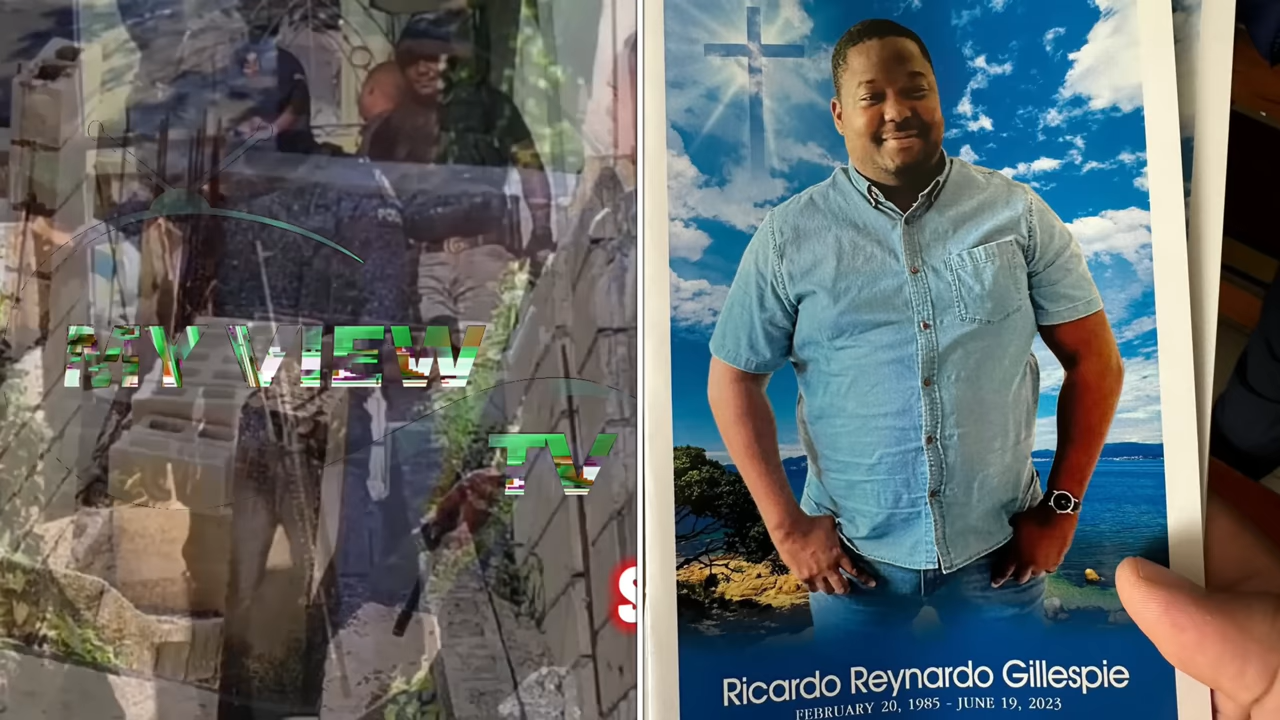 MY VIEW
TV
S
Ricardo Reynardo Gillespie
FEBRUARY 20, 1985 - JUNE 19, 2023